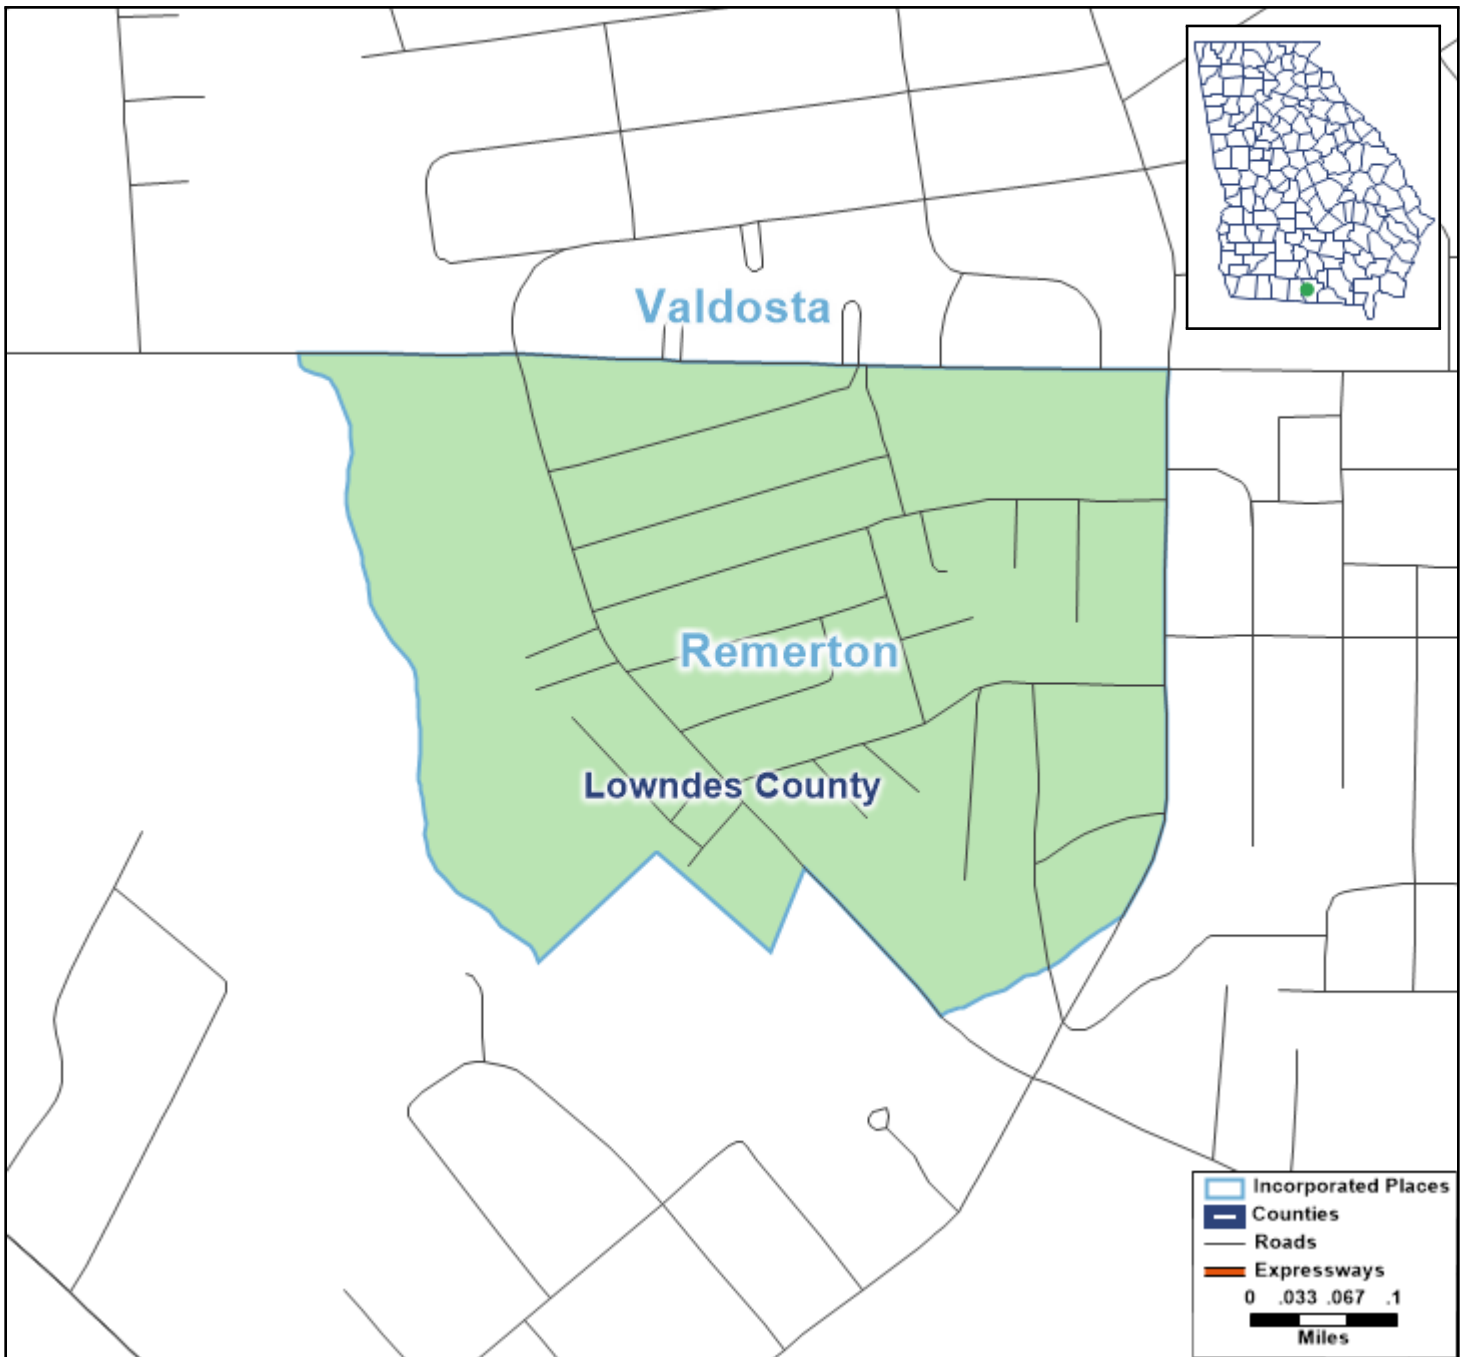 Valdosta
Remerton
Lowndes County
Incorporated Places
Counties
Roads
Expressways
0 .033 .067 .1
Miles